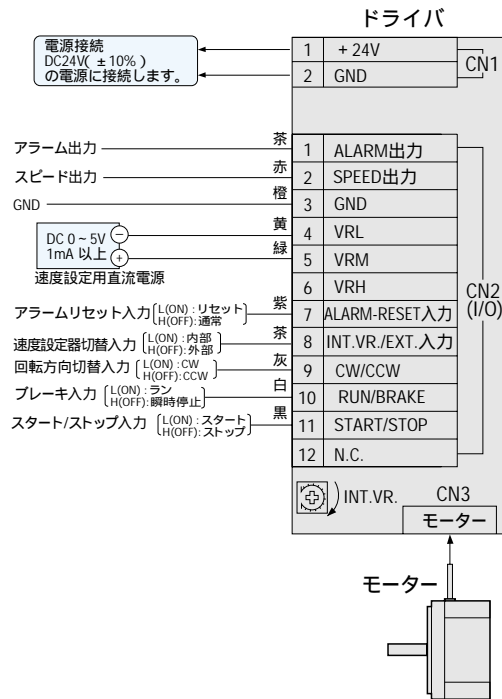 ドライバ
電源接続
DC24V( ±10% )
の電源に接続します。
1 + 24V
2 GND
CN1
アラーム出力 茶 1 ALARM出力
スピード出力 赤 2 SPEED出力
GND 橙 3 GND
DC 0 ~ 5V
1mA 以上
− +
速度設定用直流電源
黄 4 VRL
緑 5 VRM
6 VRH
CN2
(I/O)
アラームリセット入力 L(ON) : リセット
H(OFF): 通常
紫 7 ALARM-RESET入力
速度設定器切替入力 L(ON) : 内部
H(OFF): 外部
茶 8 INT.VR./EXT.入力
回転方向切替入力 L(ON) : CW
H(OFF): CCW
灰 9 CW/CCW
ブレーキ入力 L(ON) : ラン
H(OFF): 瞬時停止
白 10 RUN/BRAKE
スタート/ストップ入力 L(ON) : スタート
H(OFF): ストップ
黒 11 START/STOP
12 N.C.
INT.VR.
CN3
モーター
モーター